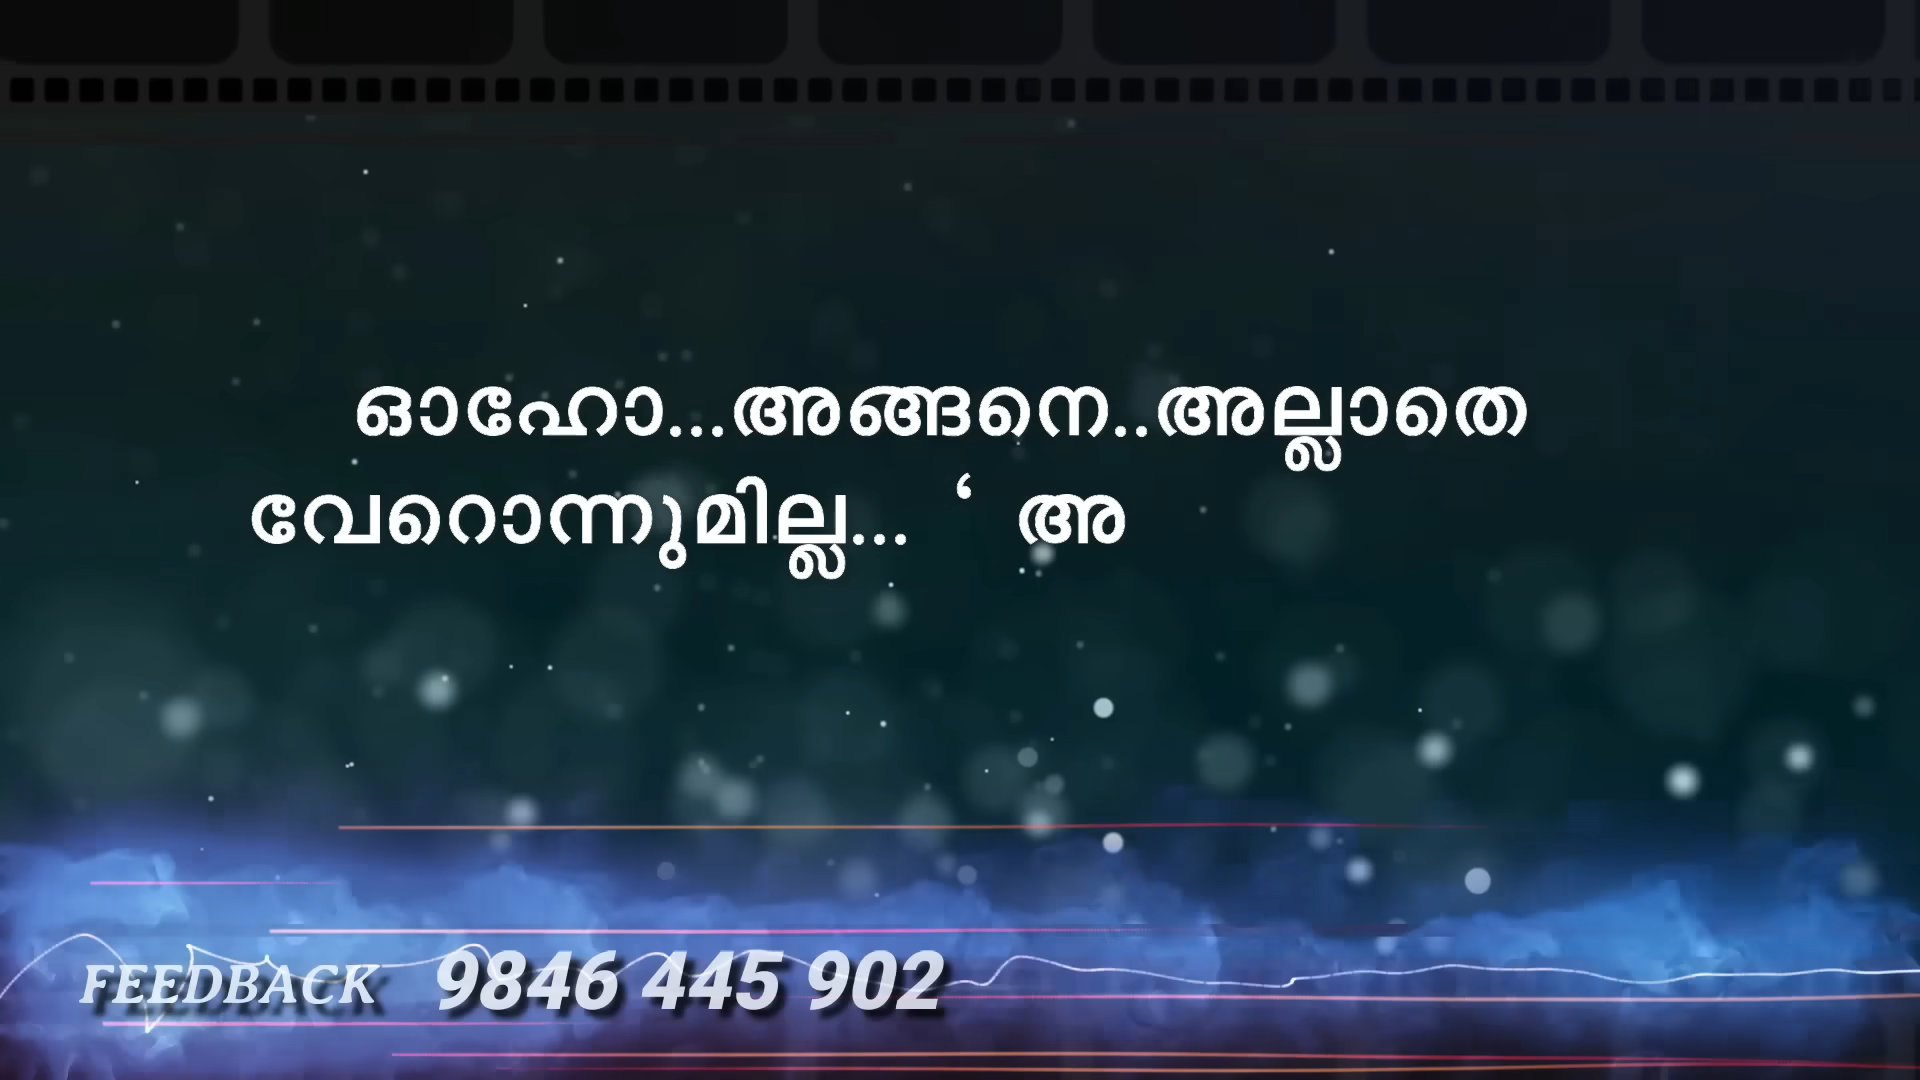 ഓഹോ...അങ്ങനെ..അല്ലാതെ
വേറൊന്നുമില്ല... ‘ അ
FEEDBACK 9846 445 902